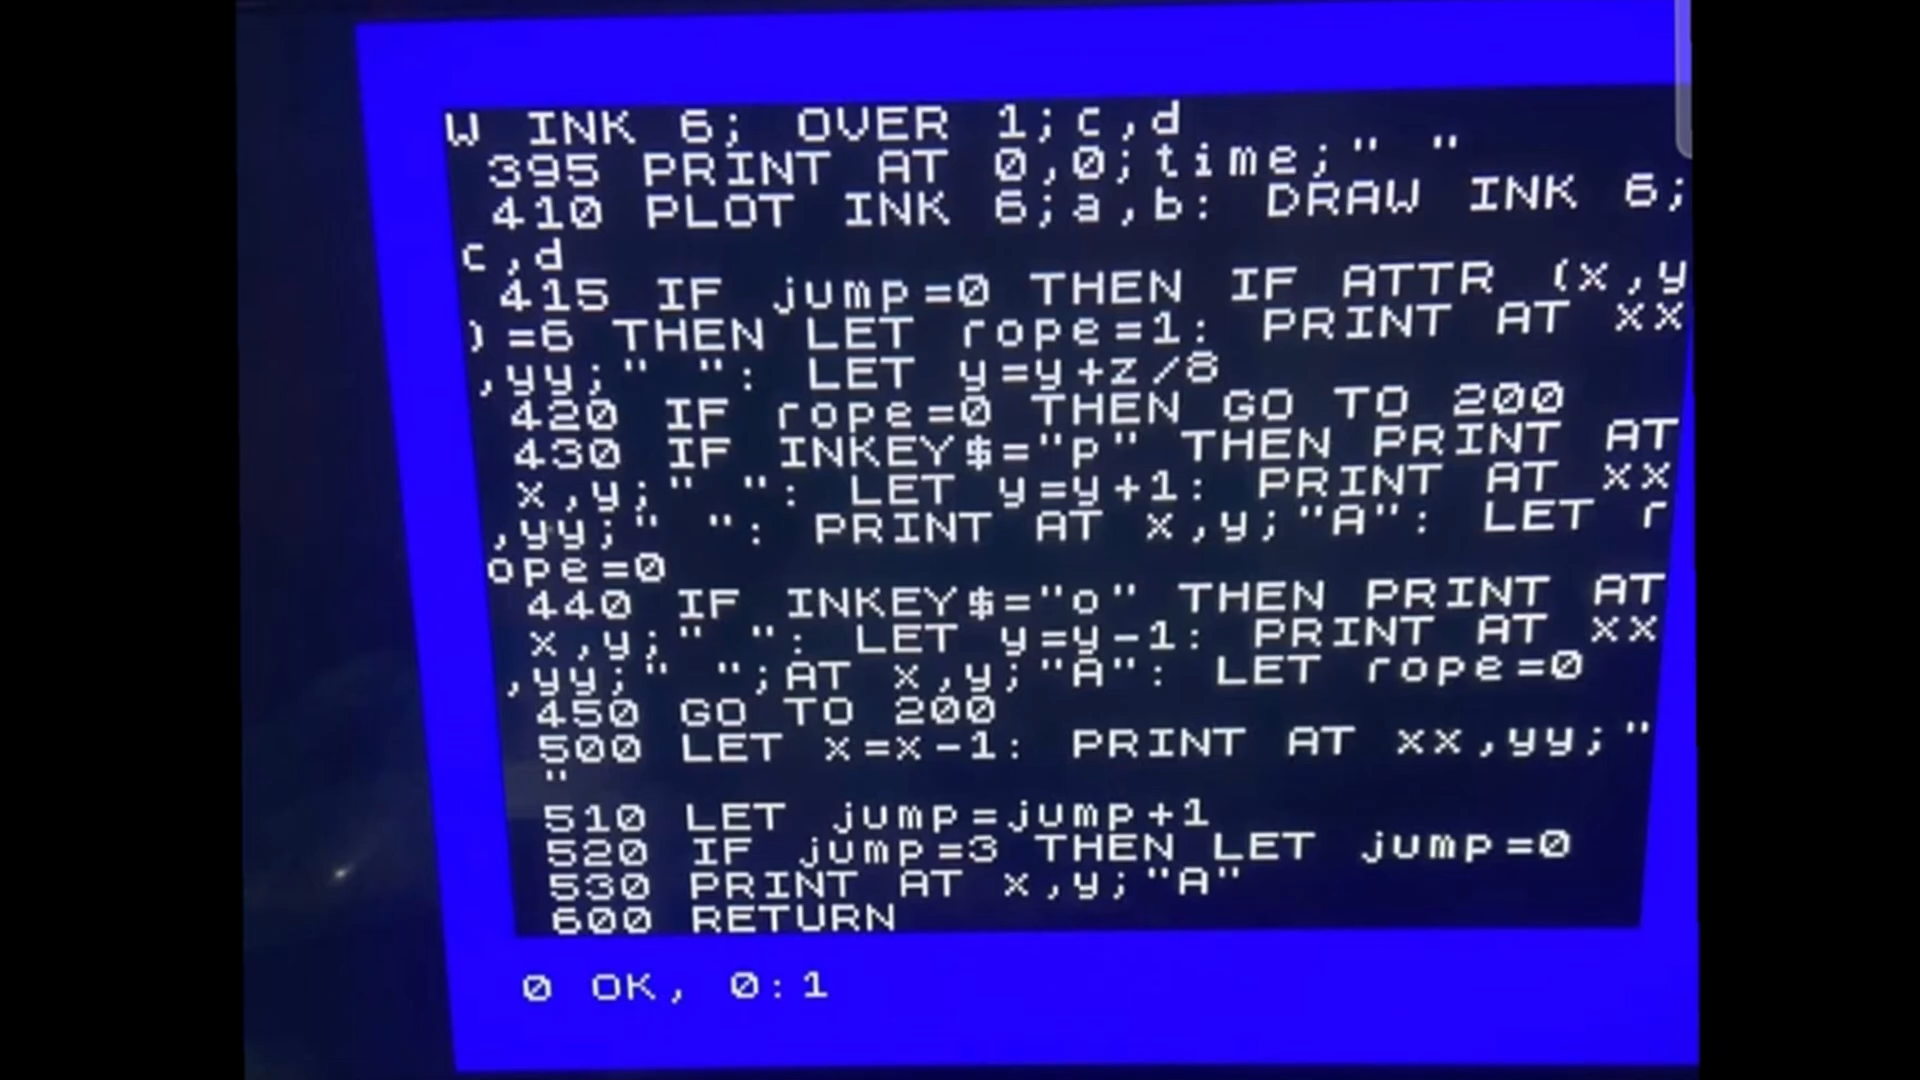 W INK 6; OVER 1;c,d
395 PRINT AT 0,0;time;" "
410 PLOT INK 6;a,b: DRAW INK 6;
c,d
415 IF jump=0 THEN IF ATTR (x,y
)=6 THEN LET rope=1: PRINT AT xx
,yy;" ": LET y=y+z/8
420 IF rope=0 THEN GO TO 200
430 IF INKEY$="p" THEN PRINT AT
x,y;" ": LET y=y+1: PRINT AT xx
,yy;" ": PRINT AT x,y;"A": LET r
ope=0
440 IF INKEY$="o" THEN PRINT AT
x,y;" ": LET y=y-1: PRINT AT xx
,yy;" ";AT x,y;"A": LET rope=0
450 GO TO 200
500 LET x=x-1: PRINT AT xx,yy;"
"
510 LET jump=jump+1
520 IF jump=3 THEN LET jump=0
530 PRINT AT x,y;"A"
600 RETURN
0 OK, 0:1